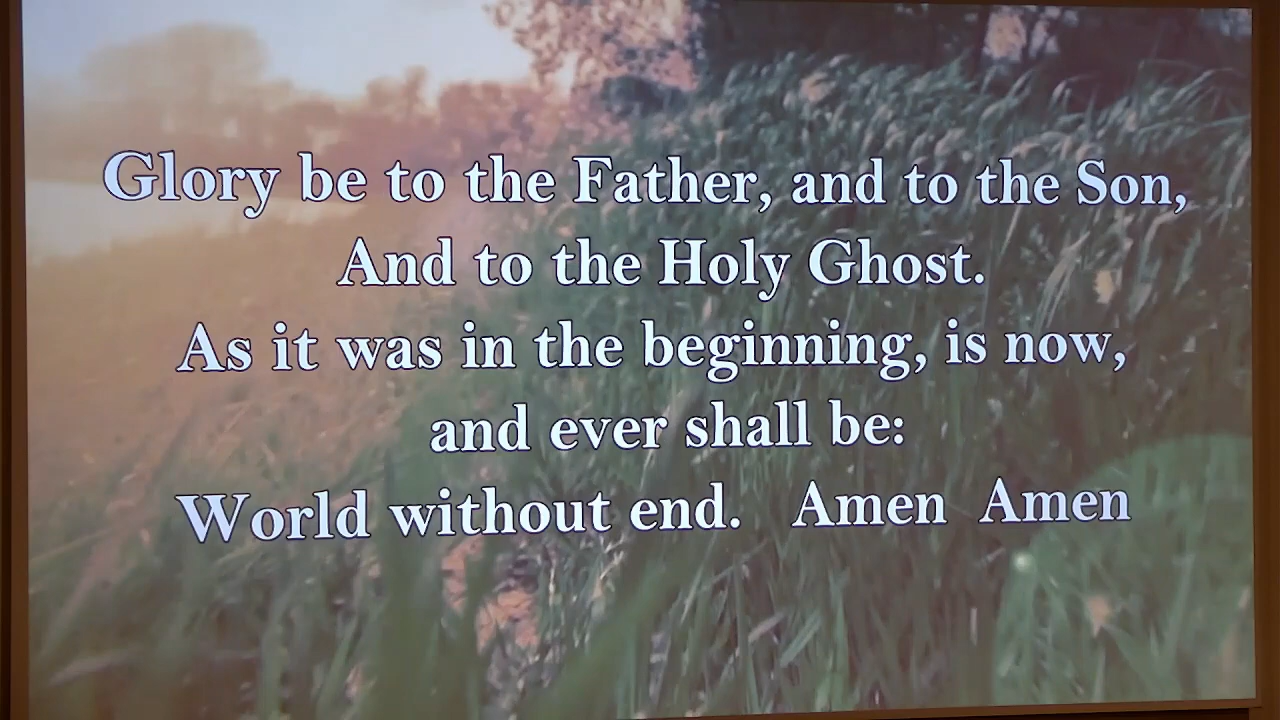 Glory be to the Father, and to the Son,
And to the Holy Ghost.
As it was in the beginning, is now,
and ever shall be:
World without end. Amen Amen